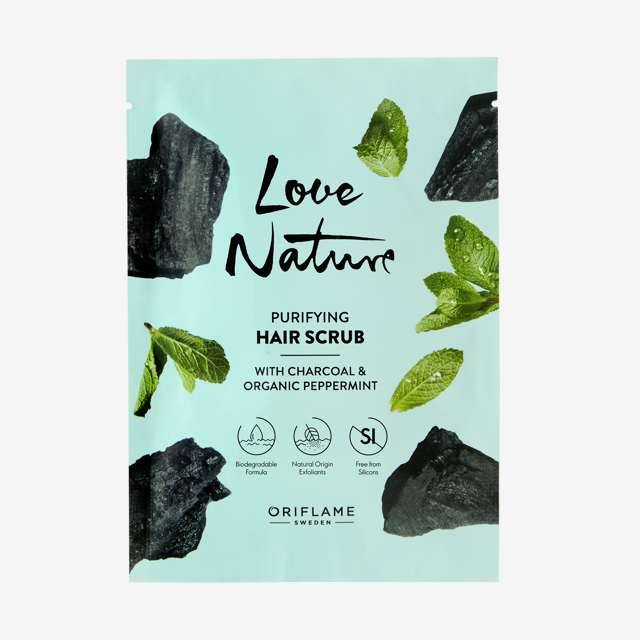 Love
Nature
PURIFYING
HAIR SCRUB
WITH CHARCOAL &
ORGANIC PEPPERMINT
SI
Biodegradable
Formula
Natural Origin
Exfoliants
Free from
Silicons
ORIFLAME
SWEDEN